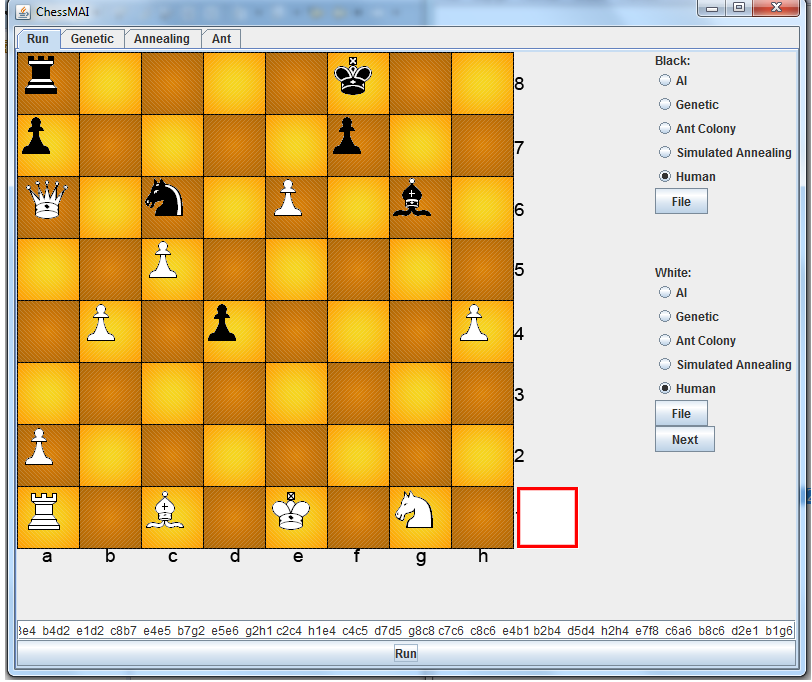 ChessMAI
Run Genetic Annealing Ant
Black:
AI
Genetic
Ant Colony
Simulated Annealing
Human
File
White:
AI
Genetic
Ant Colony
Simulated Annealing
Human
File
Next
8
7
6
5
4
3
2
a b c d e f g h
e4 b4d2 e1d2 c8b7 e4e5 b7g2 e5e6 g2h1 c2c4 h1e4 c4c5 d7d5 g8c8 c7c6 c8c6 e4b1 b2b4 d5d4 h2h4 e7f8 c6a6 b8c6 d2e1 b1g6
Run